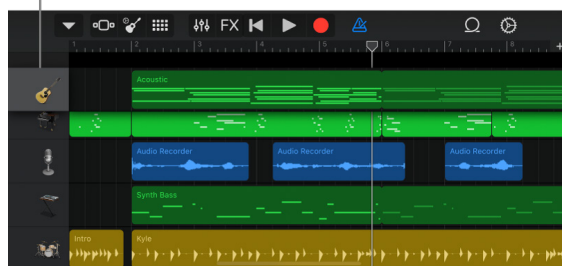 FX
1 2 3 4 5 6 7 8
Acoustic
Audio Recorder Audio Recorder Audio Recorder
Synth Bass
Intro Kyle